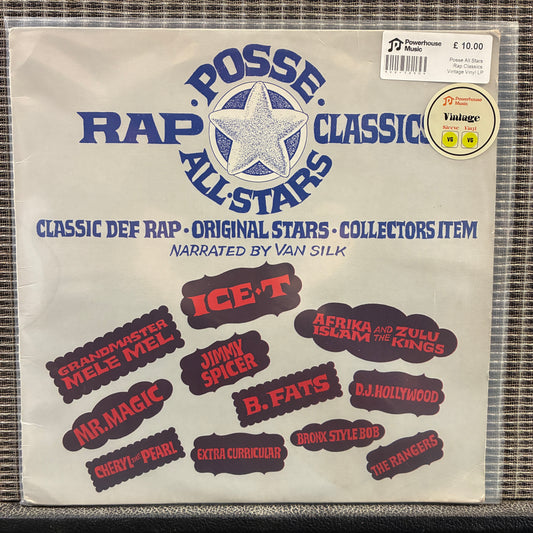 Powerhouse
Music
£ 10.00
Posse All Stars
Rap Classics
Vintage Vinyl LP
Powerhouse
Music
Vintage
Sleeve Vinyl
VG VG
·POSSE·
RAP CLASSICS
ALL·STARS
CLASSIC DEF RAP · ORIGINAL STARS · COLLECTORS ITEM
NARRATED BY VAN SILK
ICE·T
GRANDMASTER
MELE MEL
AFRIKA AND ZULU
ISLAM THE KINGS
JIMMY
SPICER
B. FATS
D.J. HOLLYWOOD
MR. MAGIC
CHERYL THE PEARL
EXTRA CURRICULAR
BRONX STYLE BOB
THE RANGERS